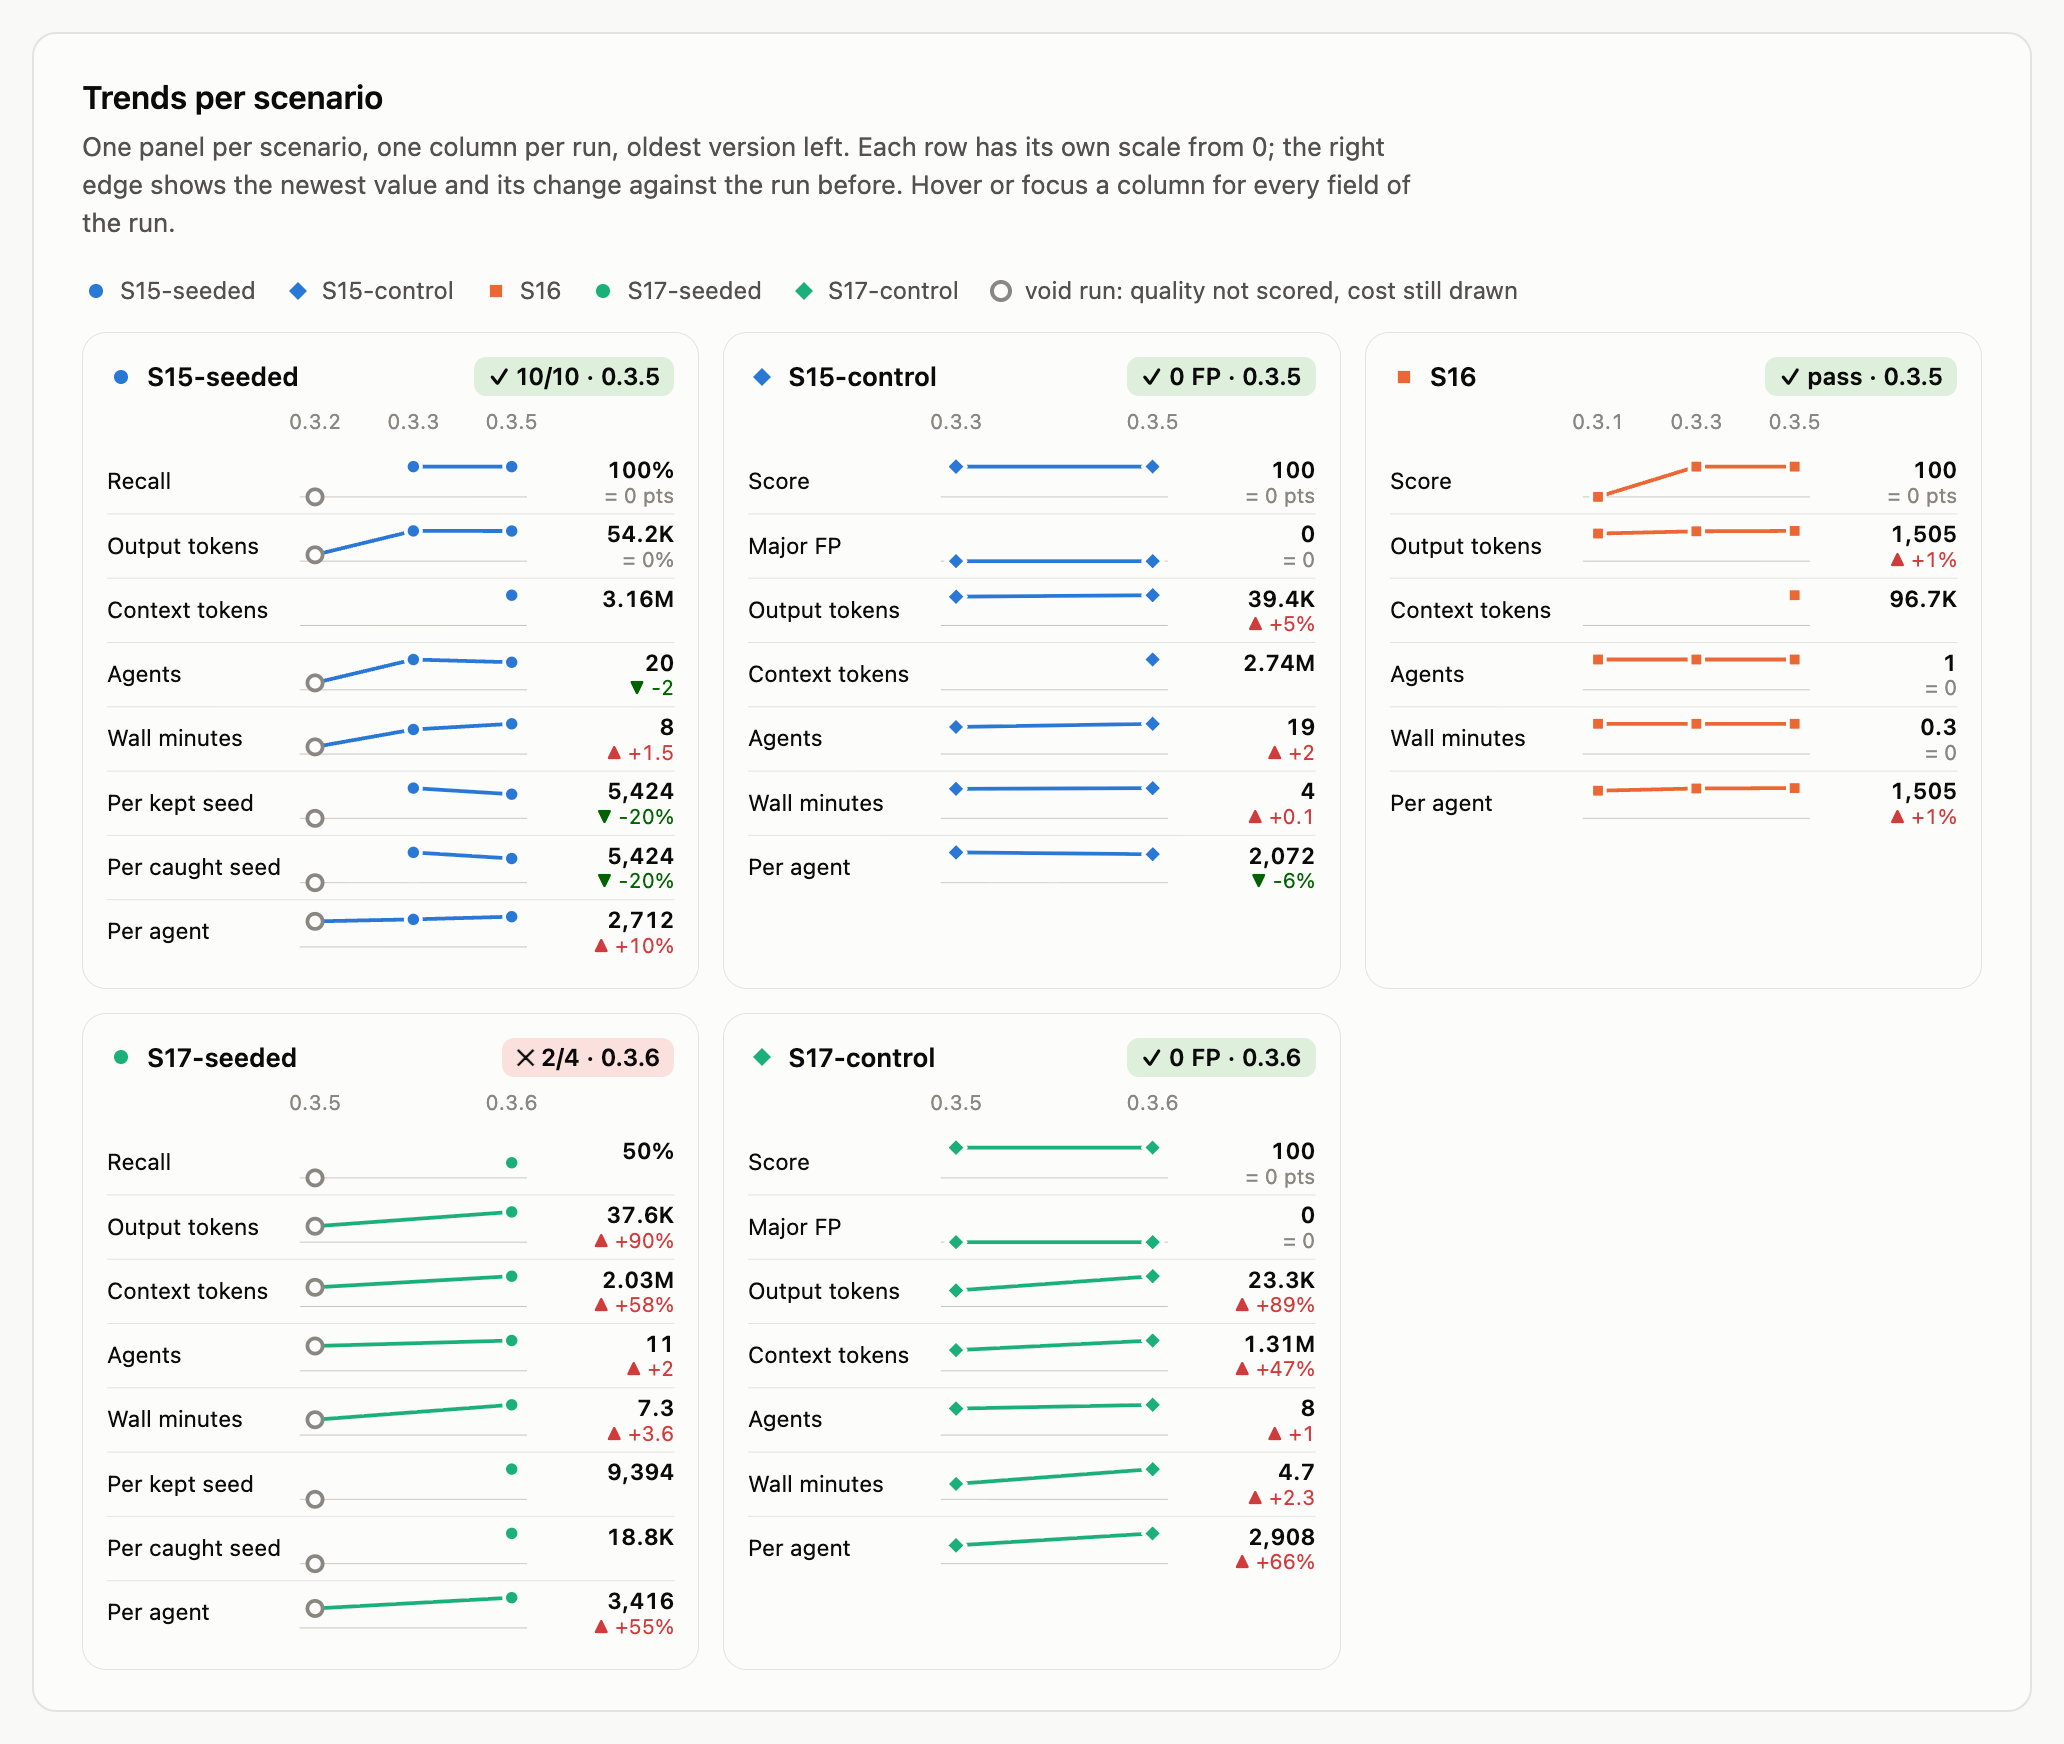 Trends per scenario
One panel per scenario, one column per run, oldest version left. Each row has its own scale from 0; the right
edge shows the newest value and its change against the run before. Hover or focus a column for every field of
the run.
S15-seeded S15-control S16 S17-seeded S17-control void run: quality not scored, cost still drawn
S15-seeded ✓ 10/10 · 0.3.5
0.3.2 0.3.3 0.3.5
Recall 100%
= 0 pts
Output tokens 54.2K
= 0%
Context tokens 3.16M
Agents 20
▼ -2
Wall minutes 8
▲ +1.5
Per kept seed 5,424
▼ -20%
Per caught seed 5,424
▼ -20%
Per agent 2,712
▲ +10%
S15-control ✓ 0 FP · 0.3.5
0.3.3 0.3.5
Score 100
= 0 pts
Major FP 0
= 0
Output tokens 39.4K
▲ +5%
Context tokens 2.74M
Agents 19
▲ +2
Wall minutes 4
▲ +0.1
Per agent 2,072
▼ -6%
S16 ✓ pass · 0.3.5
0.3.1 0.3.3 0.3.5
Score 100
= 0 pts
Output tokens 1,505
▲ +1%
Context tokens 96.7K
Agents 1
= 0
Wall minutes 0.3
= 0
Per agent 1,505
▲ +1%
S17-seeded ✕ 2/4 · 0.3.6
0.3.5 0.3.6
Recall 50%
Output tokens 37.6K
▲ +90%
Context tokens 2.03M
▲ +58%
Agents 11
▲ +2
Wall minutes 7.3
▲ +3.6
Per kept seed 9,394
Per caught seed 18.8K
Per agent 3,416
▲ +55%
S17-control ✓ 0 FP · 0.3.6
0.3.5 0.3.6
Score 100
= 0 pts
Major FP 0
= 0
Output tokens 23.3K
▲ +89%
Context tokens 1.31M
▲ +47%
Agents 8
▲ +1
Wall minutes 4.7
▲ +2.3
Per agent 2,908
▲ +66%